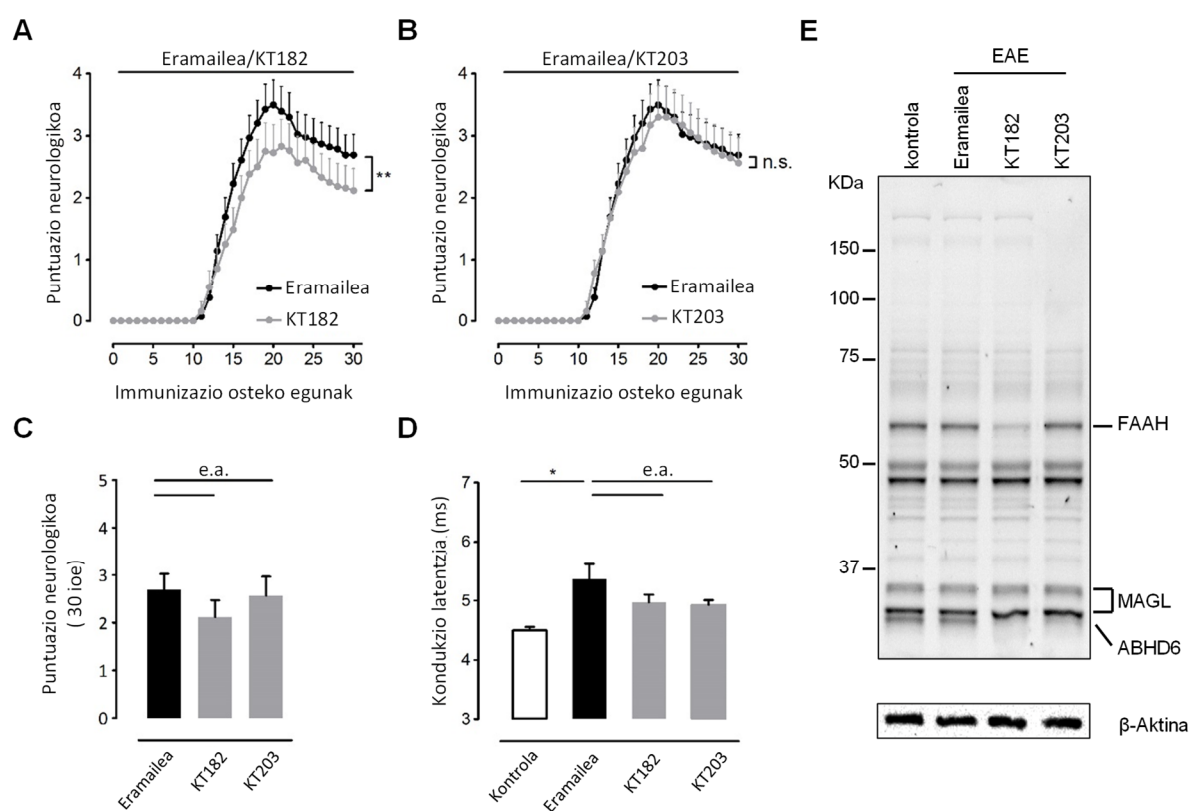 A
Eramailea/KT182
Puntuazio neurologikoa
4
3
2
1
0
**
Eramailea
KT182
0 5 10 15 20 25 30
Immunizazio osteko egunak
B
Eramailea/KT203
Puntuazio neurologikoa
4
3
2
1
0
n.s.
Eramailea
KT203
0 5 10 15 20 25 30
Immunizazio osteko egunak
C
e.a.
Puntuazio neurologikoa
( 30 ioe)
5
4
3
2
1
0
Eramailea
KT182
KT203
D
* e.a.
Kondukzio latentzia (ms)
7
6
5
4
3
Kontrola
Eramailea
KT182
KT203
E
EAE
kontrola
Eramailea
KT182
KT203
KDa
150
100
75
50
37
FAAH
MAGL
ABHD6
β-Aktina